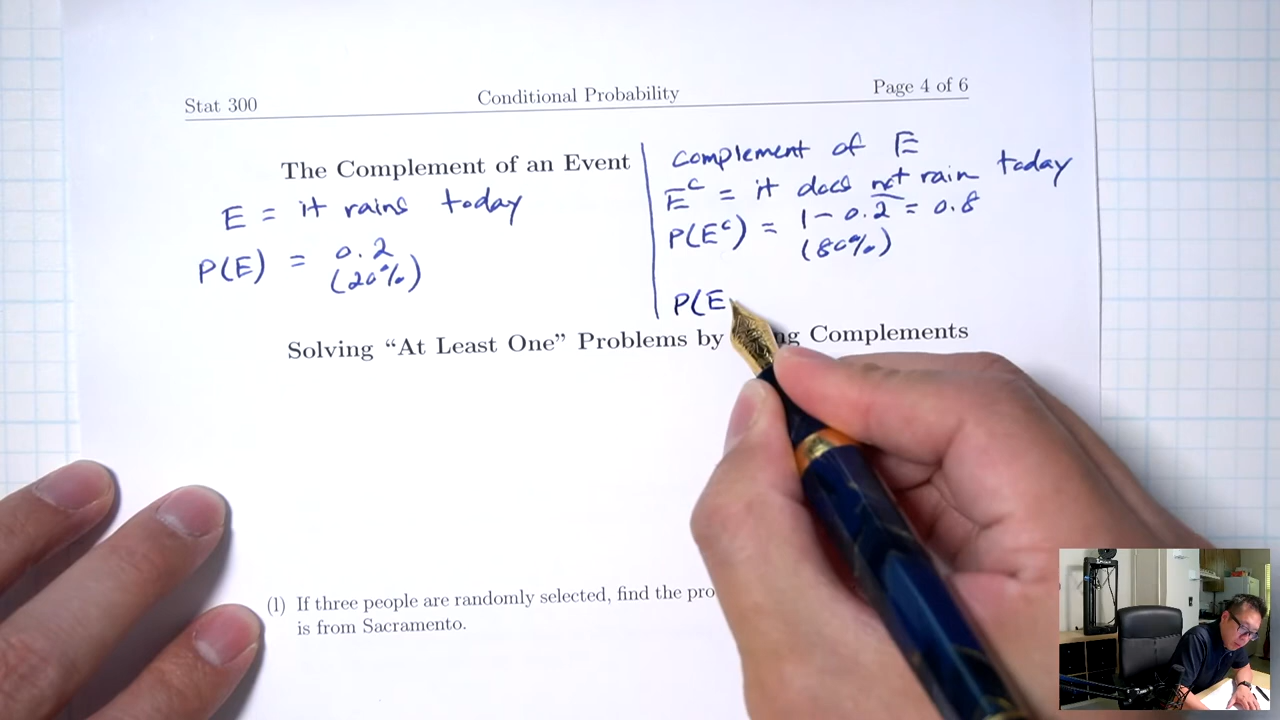 Stat 300 Conditional Probability Page 4 of 6
The Complement of an Event
E = it rains today
P(E) = 0.2
(20%)
complement of E
Eᶜ = it does not rain today
P(Eᶜ) = 1 - 0.2 = 0.8
(80%)
P(E
Solving “At Least One” Problems by Complements
(l) If three people are randomly selected, find the
is from Sacramento.